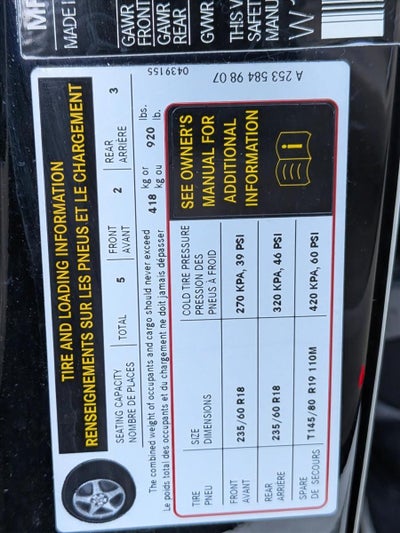 MF
MADE I
GAWR
FRONT
GAWR
REAR
GVWR
THIS V
SAFET
MANU
W
TIRE AND LOADING INFORMATION
RENSEIGNEMENTS SUR LES PNEUS ET LE CHARGEMENT
SEATING CAPACITY TOTAL 5 FRONT 2 REAR 3
NOMBRE DE PLACES AVANT ARRIÈRE
The combined weight of occupants and cargo should never exceed 418 kg or 920 lbs.
Le poids total des occupants et du chargement ne doit jamais dépasser kg ou lb.
TIRE SIZE COLD TIRE PRESSURE
PNEU DIMENSIONS PRESSION DES
PNEUS À FROID
FRONT 235/60 R18 270 KPA, 39 PSI
AVANT
REAR 235/60 R18 320 KPA, 46 PSI
ARRIÈRE
SPARE T145/80 R19 110M 420 KPA, 60 PSI
DE SECOURS
SEE OWNER'S
MANUAL FOR
ADDITIONAL
INFORMATION
0439155
A 253 584 98 07